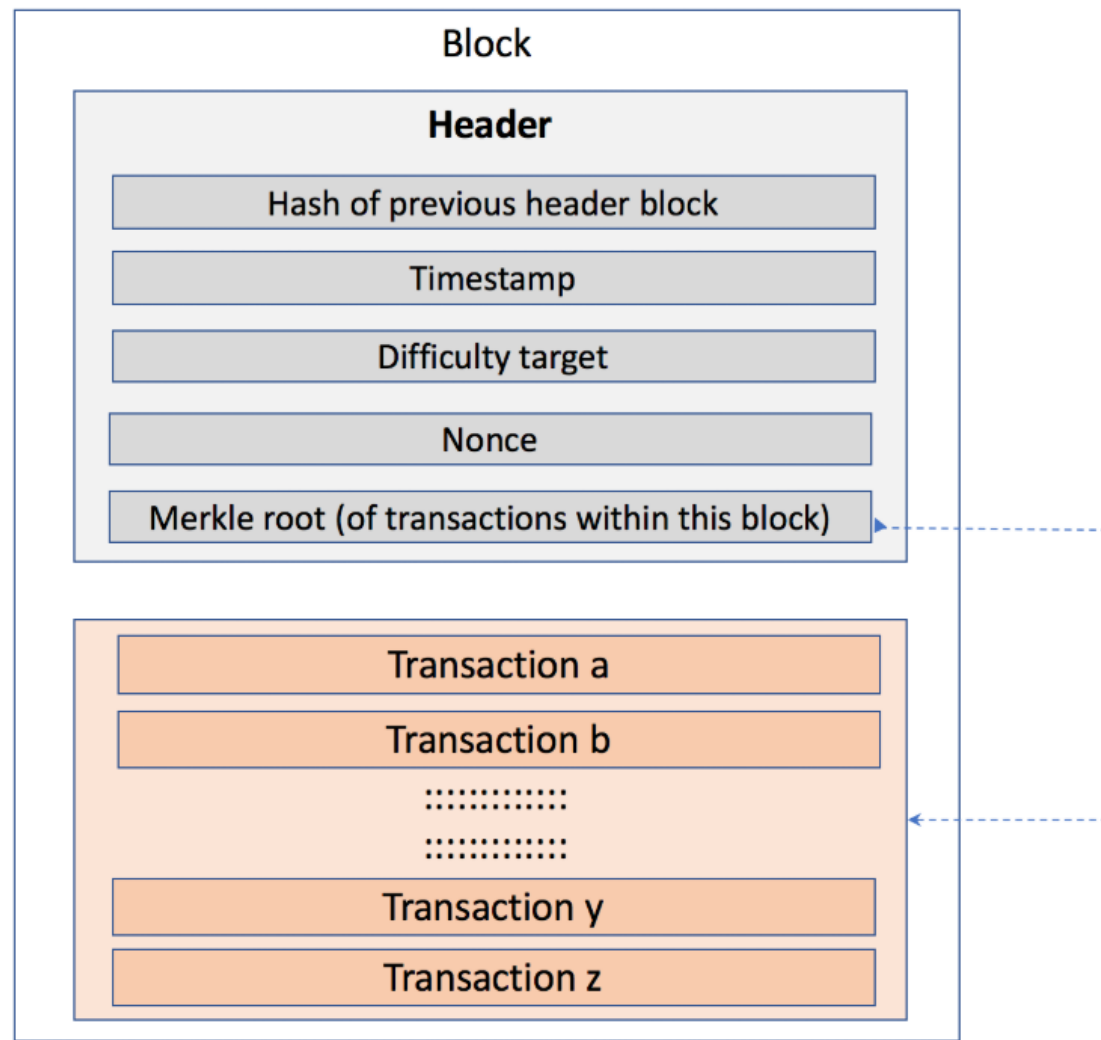 Block
Header
Hash of previous header block
Timestamp
Difficulty target
Nonce
Merkle root (of transactions within this block)
Transaction a
Transaction b
:::::::::::::
:::::::::::::
Transaction y
Transaction z